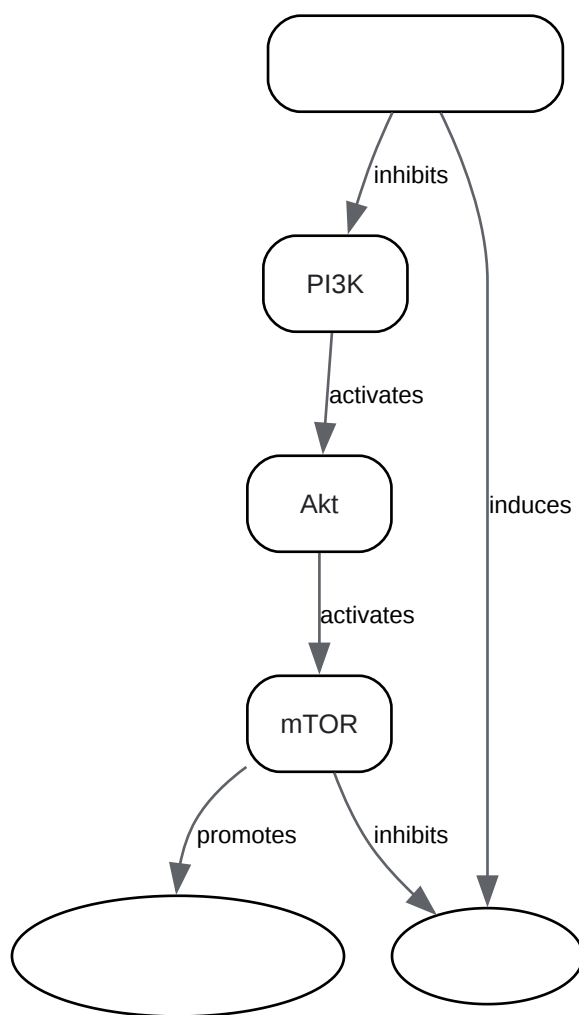 inhibits
PI3K
activates
Akt
induces
activates
mTOR
promotes
inhibits